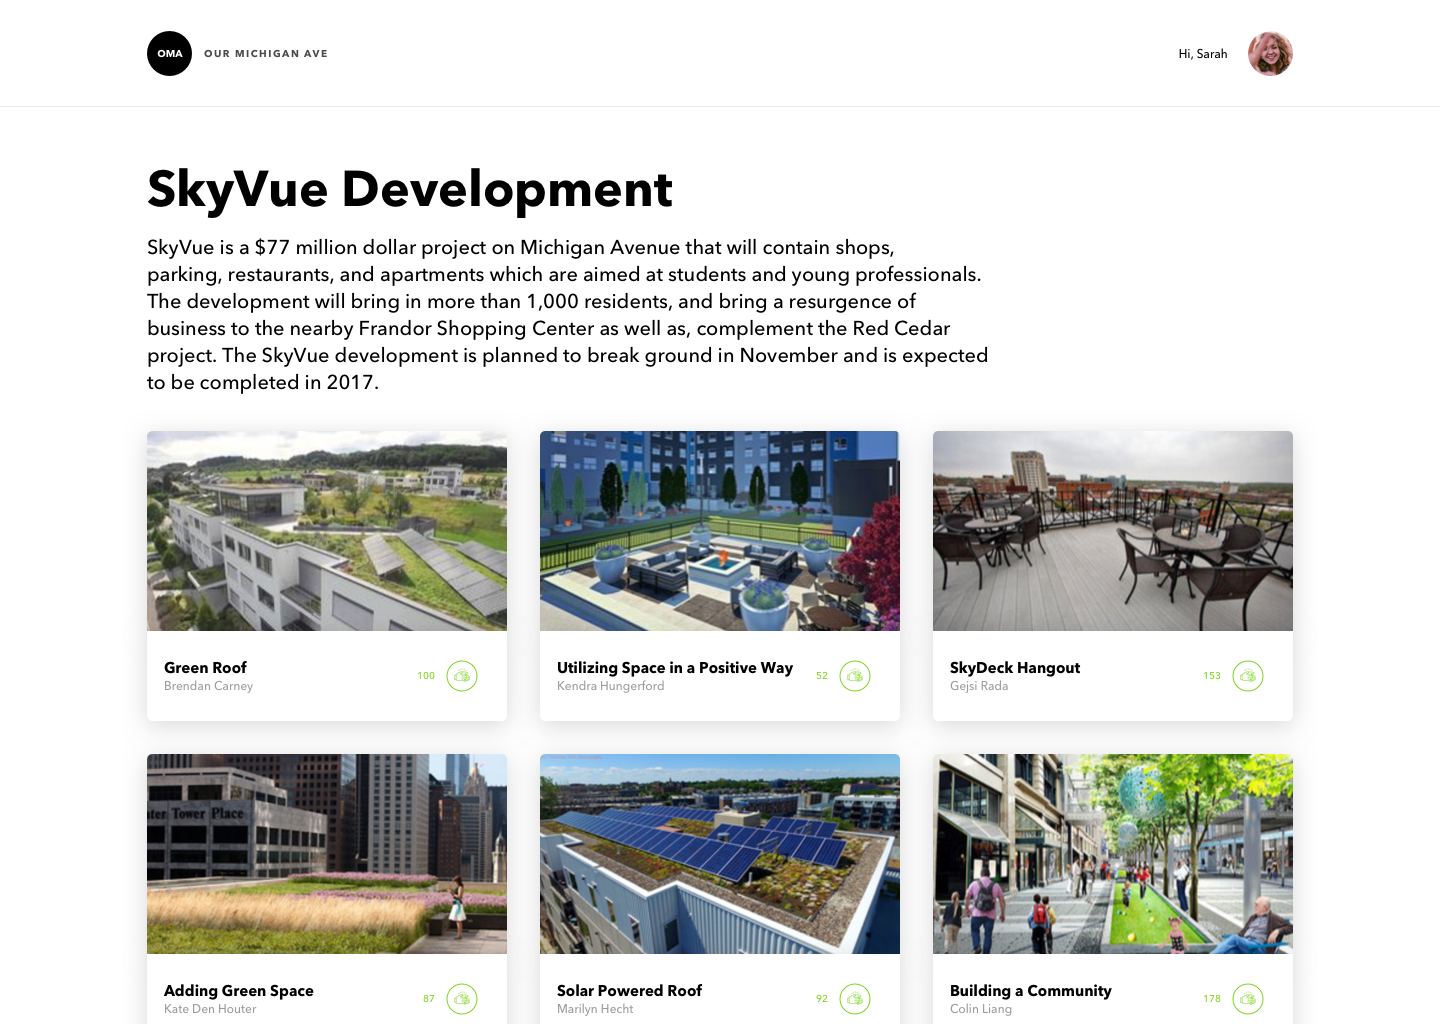 OMA
OUR MICHIGAN AVE
Hi, Sarah
SkyVue Development
SkyVue is a $77 million dollar project on Michigan Avenue that will contain shops,
parking, restaurants, and apartments which are aimed at students and young professionals.
The development will bring in more than 1,000 residents, and bring a resurgence of
business to the nearby Frandor Shopping Center as well as, complement the Red Cedar
project. The SkyVue development is planned to break ground in November and is expected
to be completed in 2017.
Green Roof
Brendan Carney
100
Utilizing Space in a Positive Way
Kendra Hungerford
52
SkyDeck Hangout
Gejsi Rada
153
Tower Place
Adding Green Space
Kate Den Houter
87
Solar Powered Roof
Marilyn Hecht
92
Building a Community
Colin Liang
178